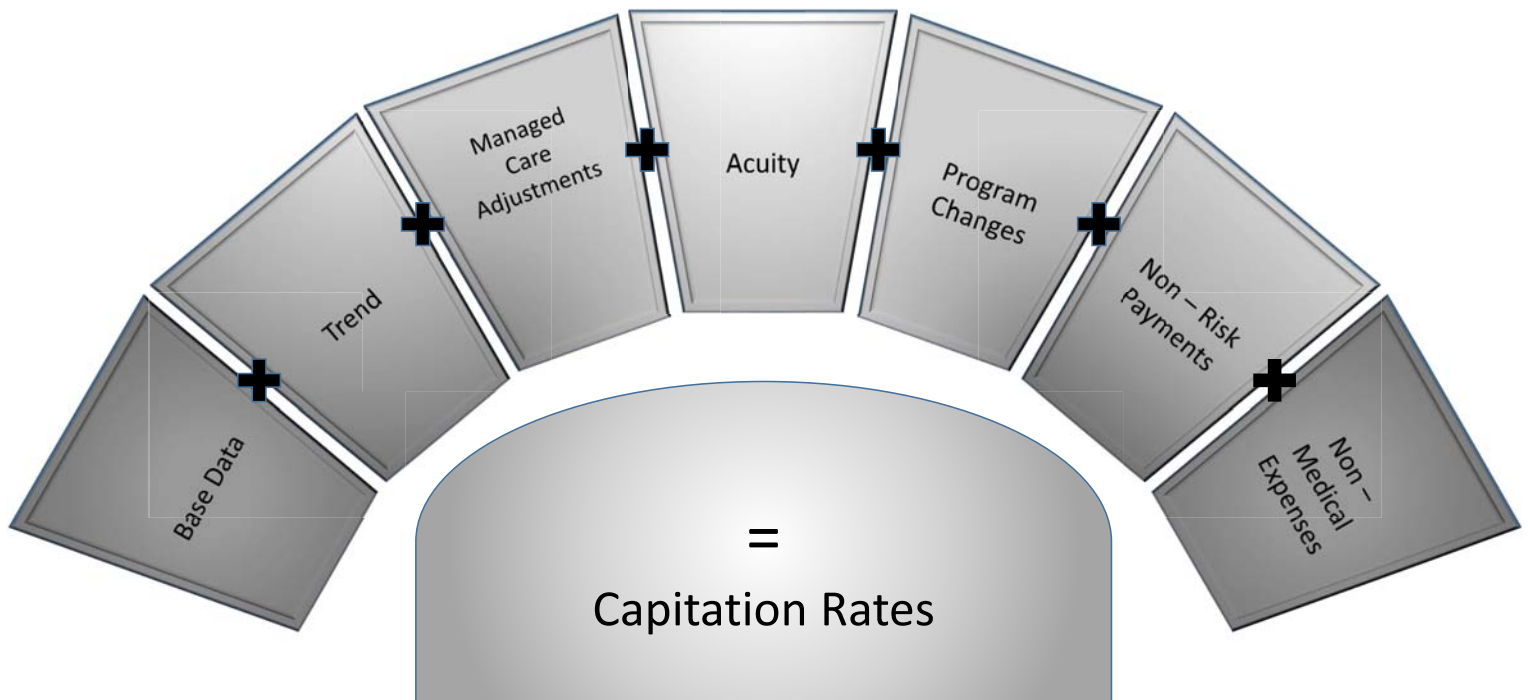 Base Data
Trend
Managed
Care
Adjustments
Acuity
Program
Changes
Non – Risk
Payments
Non –
Medical
Expenses
=
Capitation Rates